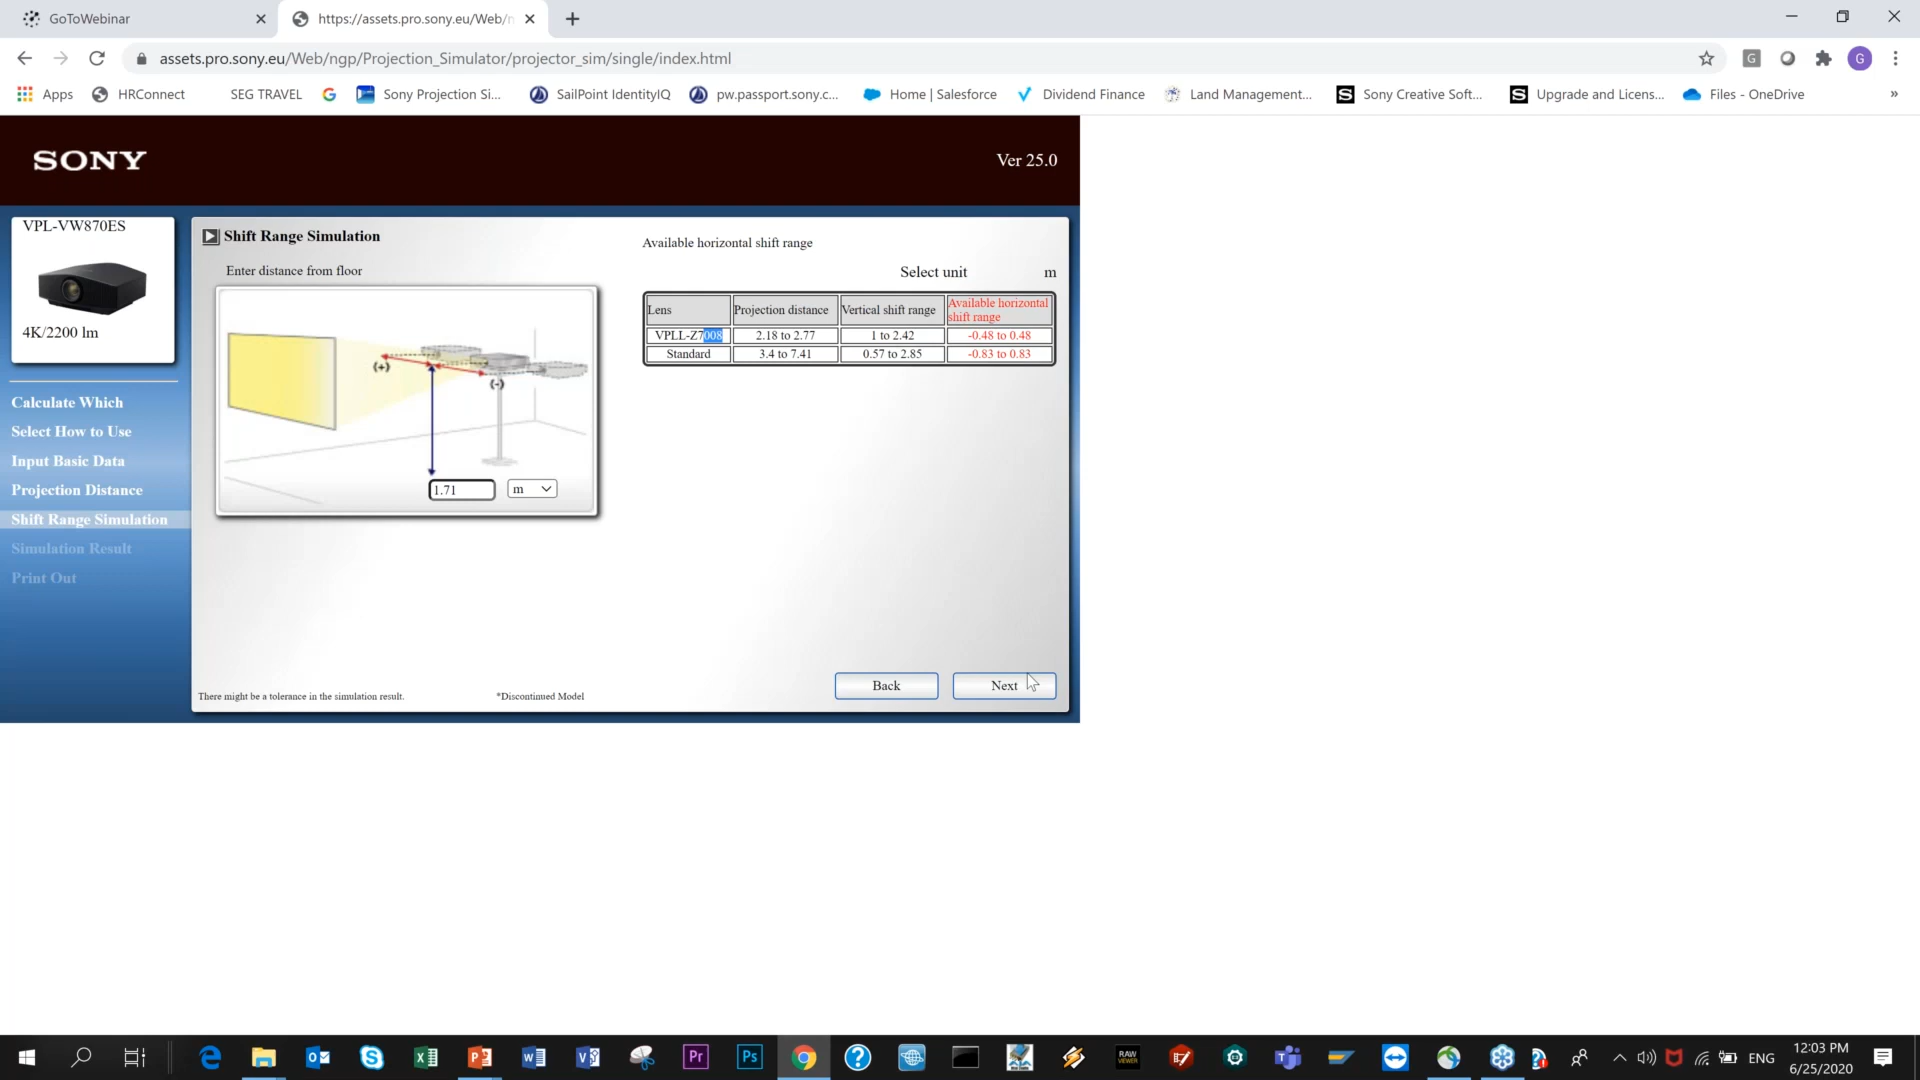 GoToWebinar
https://assets.pro.sony.eu/Web/n
assets.pro.sony.eu/Web/ngp/Projection_Simulator/projector_sim/single/index.html
G
G
Apps
HRConnect
SEG TRAVEL
Sony Projection Si...
SailPoint IdentityIQ
pw.passport.sony.c...
Home | Salesforce
Dividend Finance
Land Management...
Sony Creative Soft...
Upgrade and Licens...
Files - OneDrive
»
SONY
Ver 25.0
VPL-VW870ES
4K/2200 lm
Calculate Which
Select How to Use
Input Basic Data
Projection Distance
Shift Range Simulation
Simulation Result
Print Out
Shift Range Simulation
Enter distance from floor
(+)
(-)
1.71
m
Available horizontal shift range
Select unit m
Lens Projection distance Vertical shift range Available horizontal shift range
VPLL-Z7008 2.18 to 2.77 1 to 2.42 -0.48 to 0.48
Standard 3.4 to 7.41 0.57 to 2.85 -0.83 to 0.83
There might be a tolerance in the simulation result.
*Discontinued Model
Back
Next
Pr
Ps
RAW
VIEWER
ENG
12:03 PM
6/25/2020